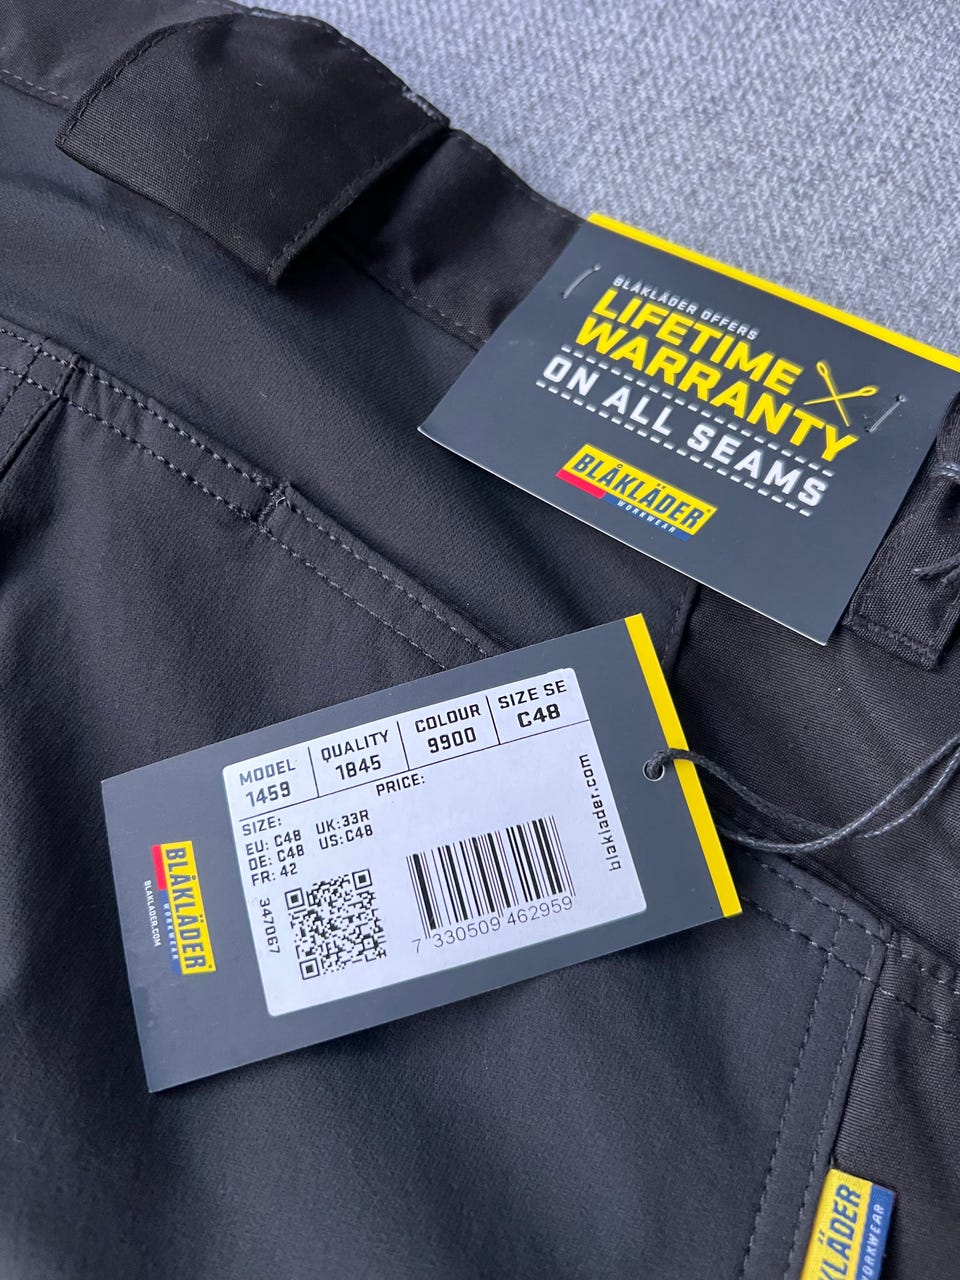 BLÅKLÄDER OFFERS
LIFETIME
WARRANTY
ON ALL SEAMS
BLÅKLÄDER®
WORKWEAR
MODEL
1459
QUALITY
1845
COLOUR
9900
SIZE SE
C48
PRICE:
SIZE:
EU: C48 UK:33R
DE: C48 US:C48
FR: 42
347067
7 330509 462959
blaklader.com
BLÅKLÄDER®
WORKWEAR
BLAKLADER.COM
KLÄDER
WORKWEAR